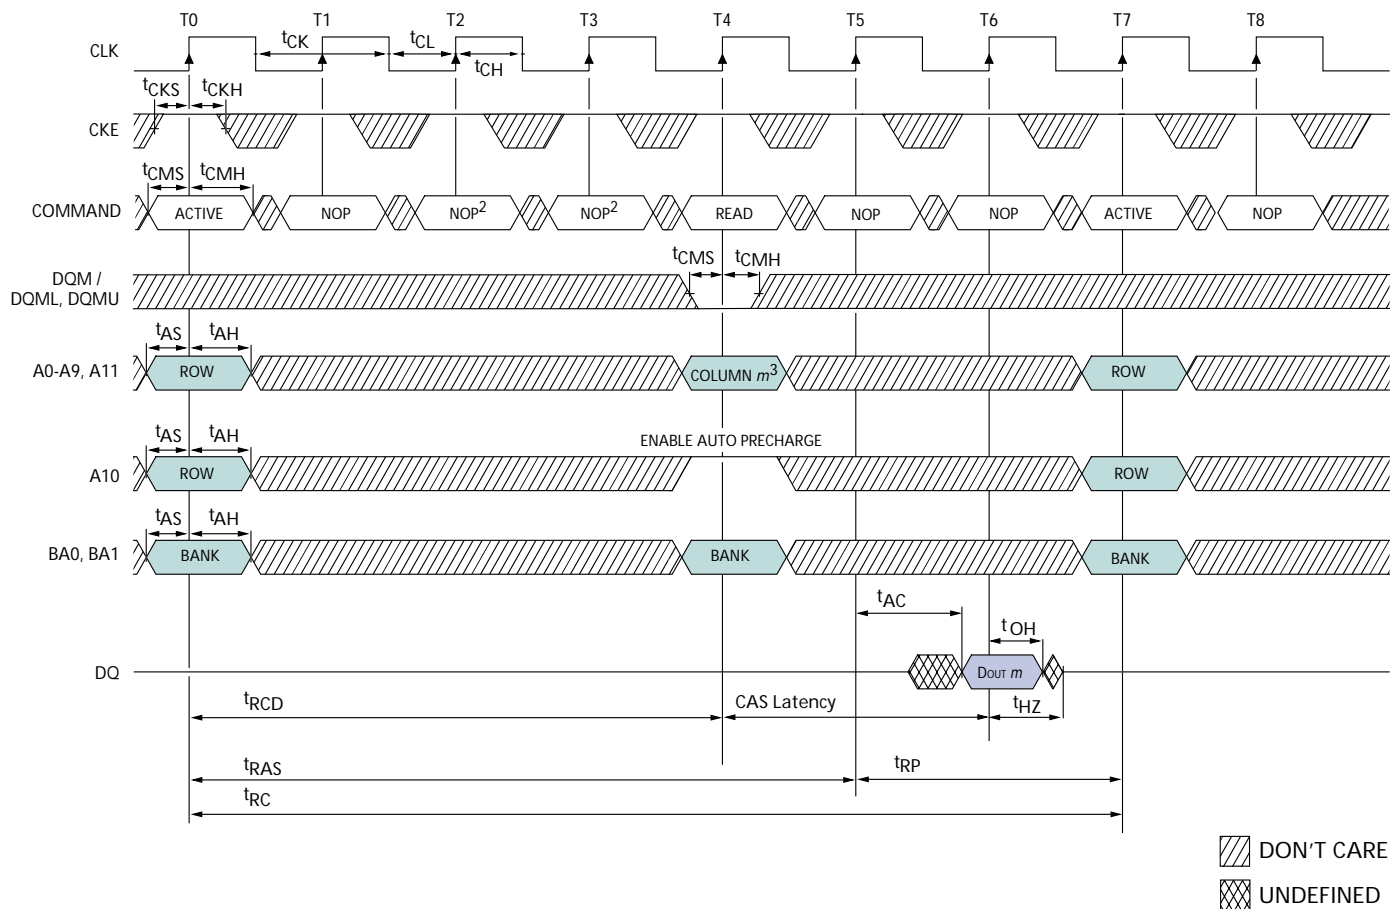 T0 T1 T2 T3 T4 T5 T6 T7 T8
CLK
tCK tCL
tCH
tCKS tCKH
CKE
tCMS tCMH
COMMAND ACTIVE NOP NOP2 NOP2 READ NOP NOP ACTIVE NOP
tCMS tCMH
DQM /
DQML, DQMU
tAS tAH
A0-A9, A11 ROW COLUMN m3 ROW
tAS tAH ENABLE AUTO PRECHARGE
A10 ROW ROW
tAS tAH
BA0, BA1 BANK BANK BANK
tAC
tOH
DQ DOUT m
tRCD CAS Latency tHZ
tRAS tRP
tRC
DON'T CARE
UNDEFINED